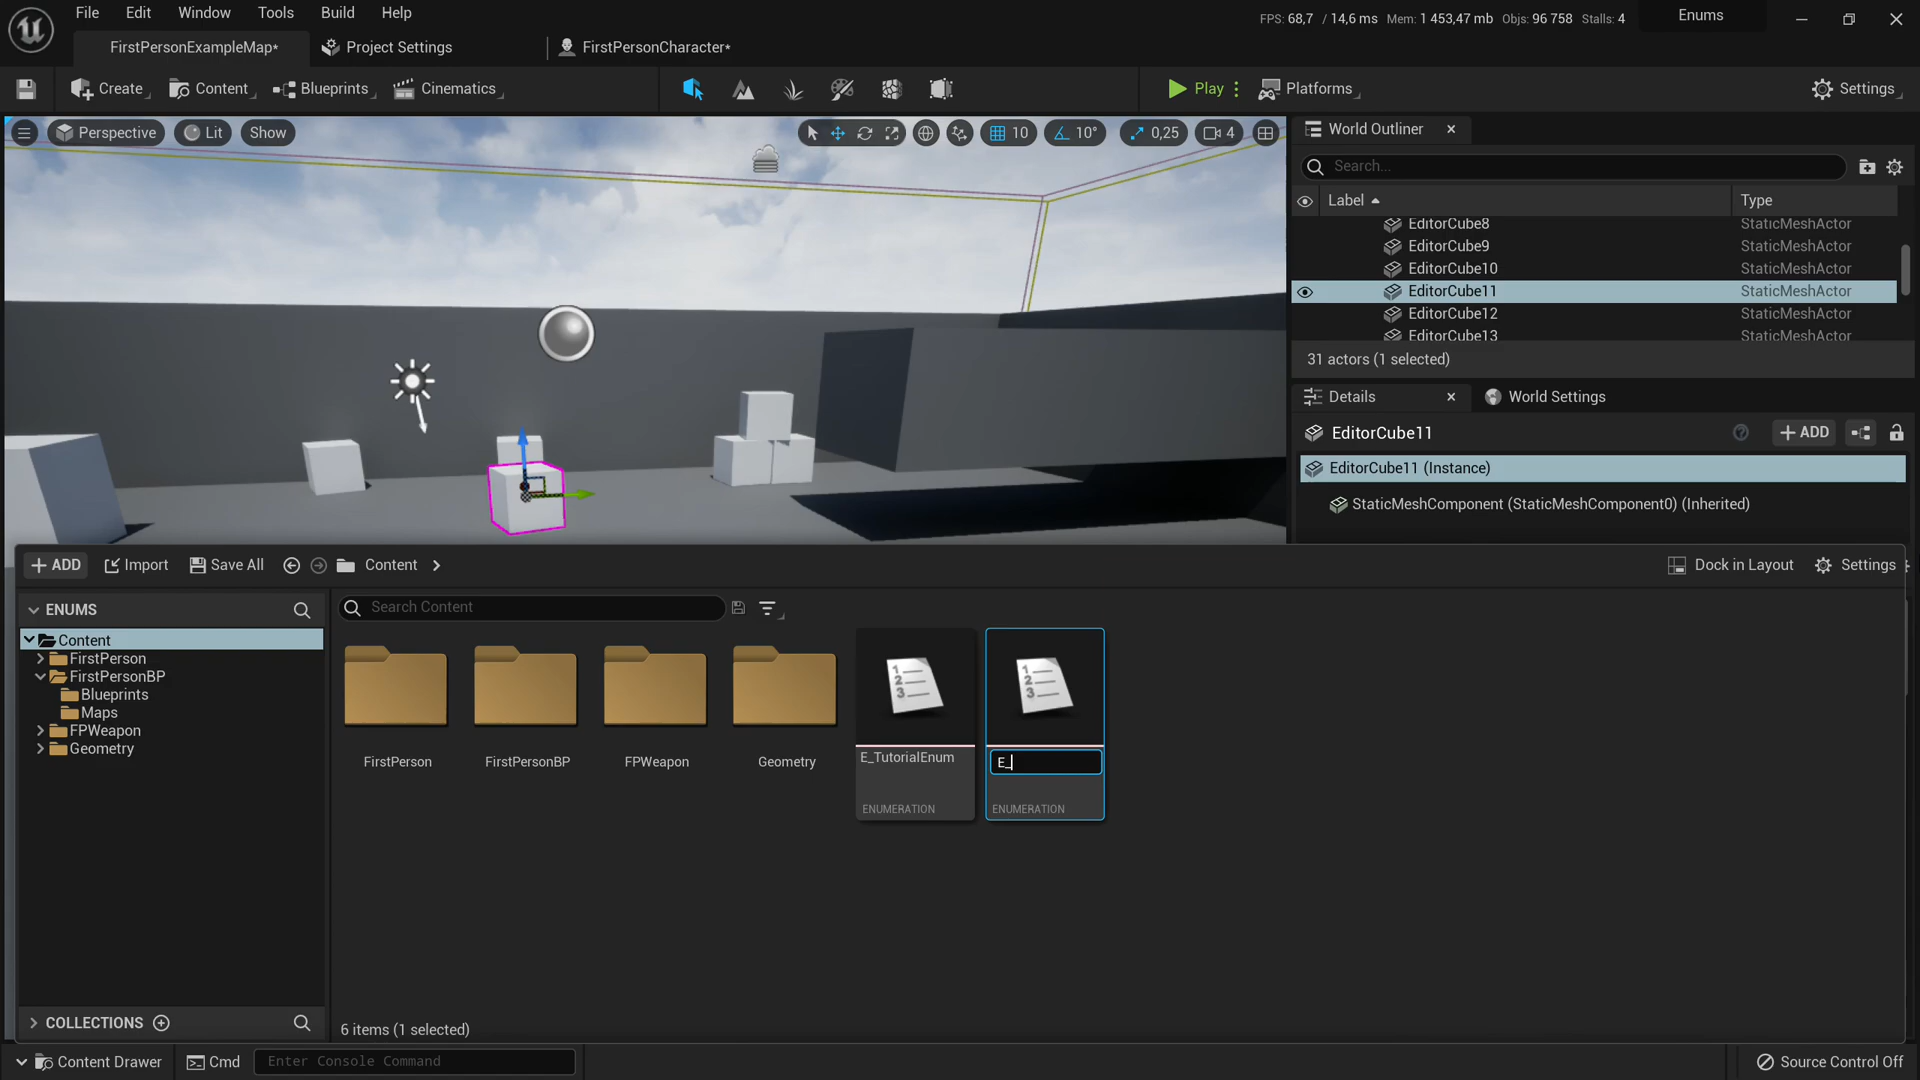 File Edit Window Tools Build Help
FPS: 68,7 / 14,6 ms Mem: 1 453,47 mb Objs: 96 758 Stalls: 4
Enums
FirstPersonExampleMap*
Project Settings
FirstPersonCharacter*
Create
Content
Blueprints
Cinematics
Play
Platforms
Settings
Perspective
Lit
Show
10
10°
0,25
4
World Outliner
Search...
Label
Type
EditorCube8 StaticMeshActor
EditorCube9 StaticMeshActor
EditorCube10 StaticMeshActor
EditorCube11 StaticMeshActor
EditorCube12 StaticMeshActor
EditorCube13 StaticMeshActor
31 actors (1 selected)
Details
World Settings
EditorCube11
ADD
EditorCube11 (Instance)
StaticMeshComponent (StaticMeshComponent0) (Inherited)
ADD
Import
Save All
Content
Dock in Layout
Settings
ENUMS
Search Content
Content
FirstPerson
FirstPersonBP
Blueprints
Maps
FPWeapon
Geometry
FirstPerson
FirstPersonBP
FPWeapon
Geometry
E_TutorialEnum
ENUMERATION
E_
ENUMERATION
COLLECTIONS
6 items (1 selected)
Content Drawer
Cmd
Enter Console Command
Source Control Off